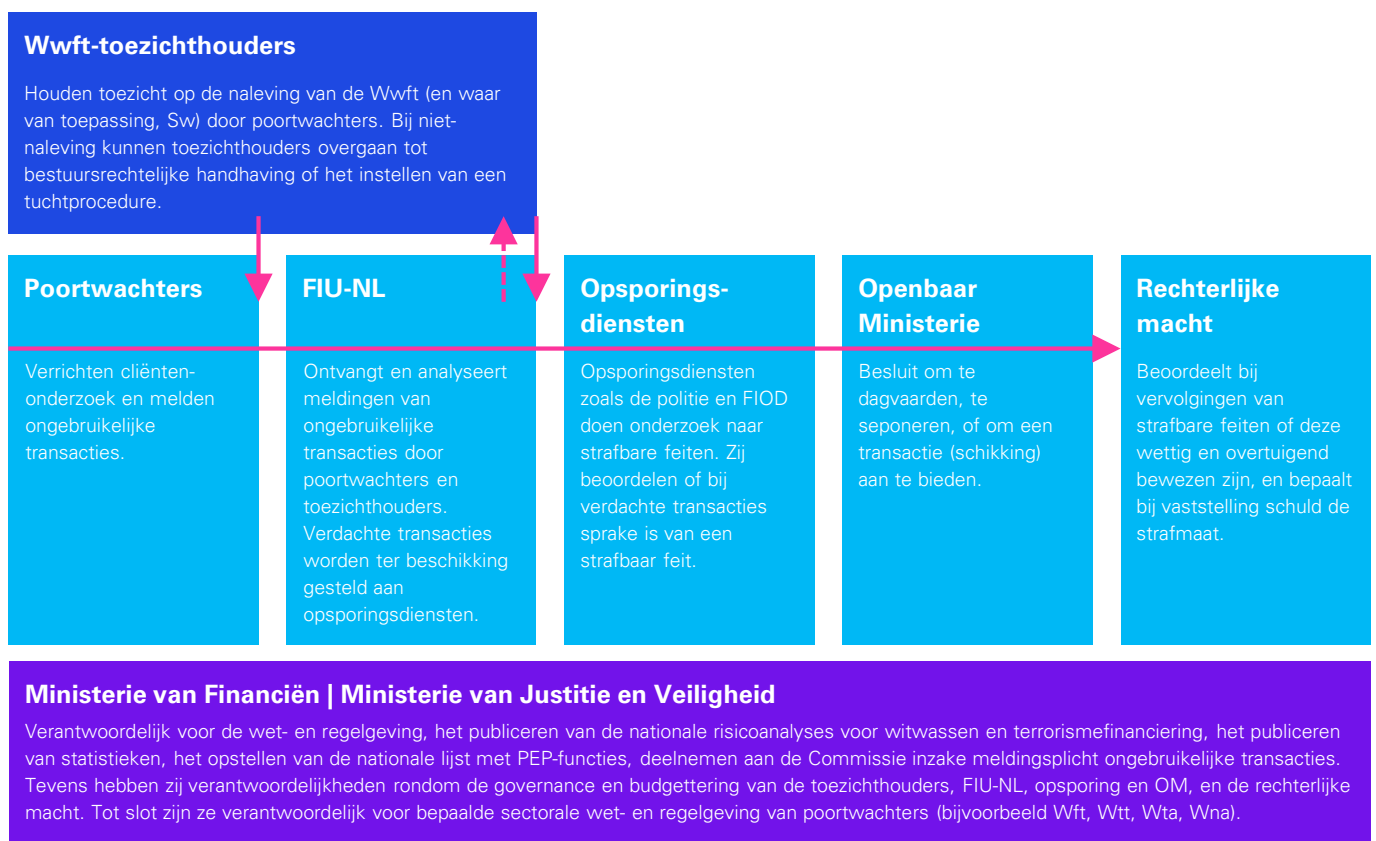 Wwft-toezichthouders
Houden toezicht op de naleving van de Wwft (en waar
van toepassing, Sw) door poortwachters. Bij niet-
naleving kunnen toezichthouders overgaan tot
bestuursrechtelijke handhaving of het instellen van een
tuchtprocedure.
Poortwachters
Verrichten cliënten-
onderzoek en melden
ongebruikelijke
transacties.
FIU-NL
Ontvangt en analyseert
meldingen van
ongebruikelijke
transacties door
poortwachters en
toezichthouders.
Verdachte transacties
worden ter beschikking
gesteld aan
opsporingsdiensten.
Opsporings-
diensten
Opsporingsdiensten
zoals de politie en FIOD
doen onderzoek naar
strafbare feiten. Zij
beoordelen of bij
verdachte transacties
sprake is van een
strafbaar feit.
Openbaar
Ministerie
Besluit om te
dagvaarden, te
seponeren, of om een
transactie (schikking)
aan te bieden.
Rechterlijke
macht
Beoordeelt bij
vervolgingen van
strafbare feiten of deze
wettig en overtuigend
bewezen zijn, en bepaalt
bij vaststelling schuld de
strafmaat.
Ministerie van Financiën | Ministerie van Justitie en Veiligheid
Verantwoordelijk voor de wet- en regelgeving, het publiceren van de nationale risicoanalyses voor witwassen en terrorismefinanciering, het publiceren
van statistieken, het opstellen van de nationale lijst met PEP-functies, deelnemen aan de Commissie inzake meldingsplicht ongebruikelijke transacties.
Tevens hebben zij verantwoordelijkheden rondom de governance en budgettering van de toezichthouders, FIU-NL, opsporing en OM, en de rechterlijke
macht. Tot slot zijn ze verantwoordelijk voor bepaalde sectorale wet- en regelgeving van poortwachters (bijvoorbeeld Wft, Wtt, Wta, Wna).